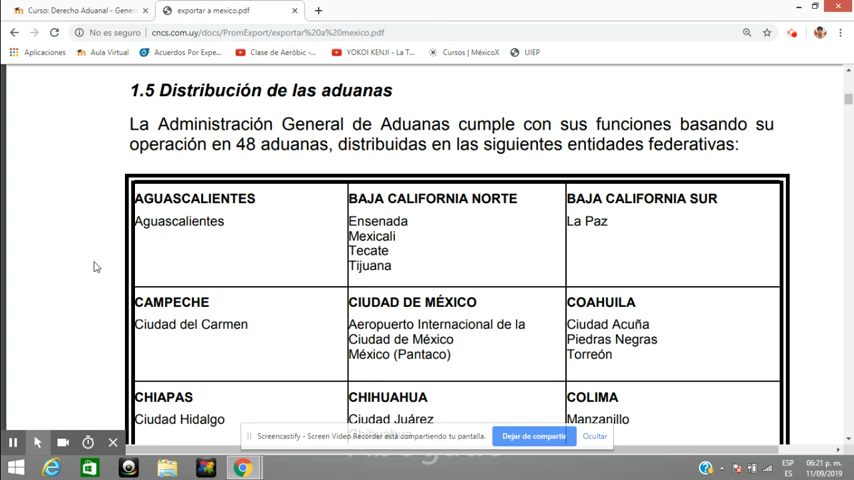 Curso: Derecho Aduanal - Gener
exportar a mexico.pdf
No es seguro | cncs.com.uy/docs/PromExport/exportar%20a%20mexico.pdf
Aplicaciones
Aula Virtual
Acuerdos Por Expe...
Clase de Aeróbic -...
YOKOI KENJI - La T...
Cursos | MéxicoX
UIEP
1.5 Distribución de las aduanas
La Administración General de Aduanas cumple con sus funciones basando su
operación en 48 aduanas, distribuidas en las siguientes entidades federativas:
AGUASCALIENTES
Aguascalientes
BAJA CALIFORNIA NORTE
Ensenada
Mexicali
Tecate
Tijuana
BAJA CALIFORNIA SUR
La Paz
CAMPECHE
Ciudad del Carmen
CIUDAD DE MÉXICO
Aeropuerto Internacional de la
Ciudad de México
México (Pantaco)
COAHUILA
Ciudad Acuña
Piedras Negras
Torreón
CHIAPAS
Ciudad Hidalgo
CHIHUAHUA
Ciudad Juárez
COLIMA
Manzanillo
Screencastify - Screen Video Recorder está compartiendo tu pantalla.
Dejar de compartir
Ocultar
ESP
ES
06:21 p. m.
11/09/2019